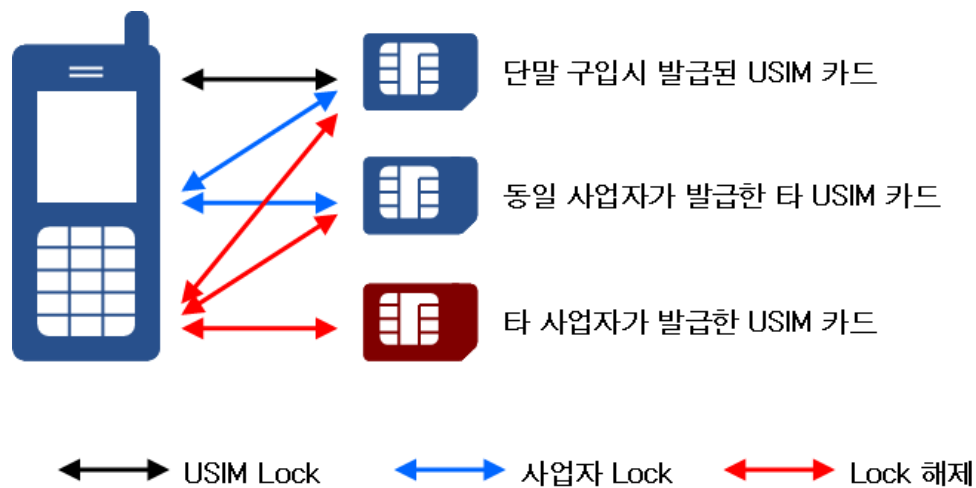 단말 구입시 발급된 USIM 카드
동일 사업자가 발급한 타 USIM 카드
타 사업자가 발급한 USIM 카드
USIM Lock
사업자 Lock
Lock 해제